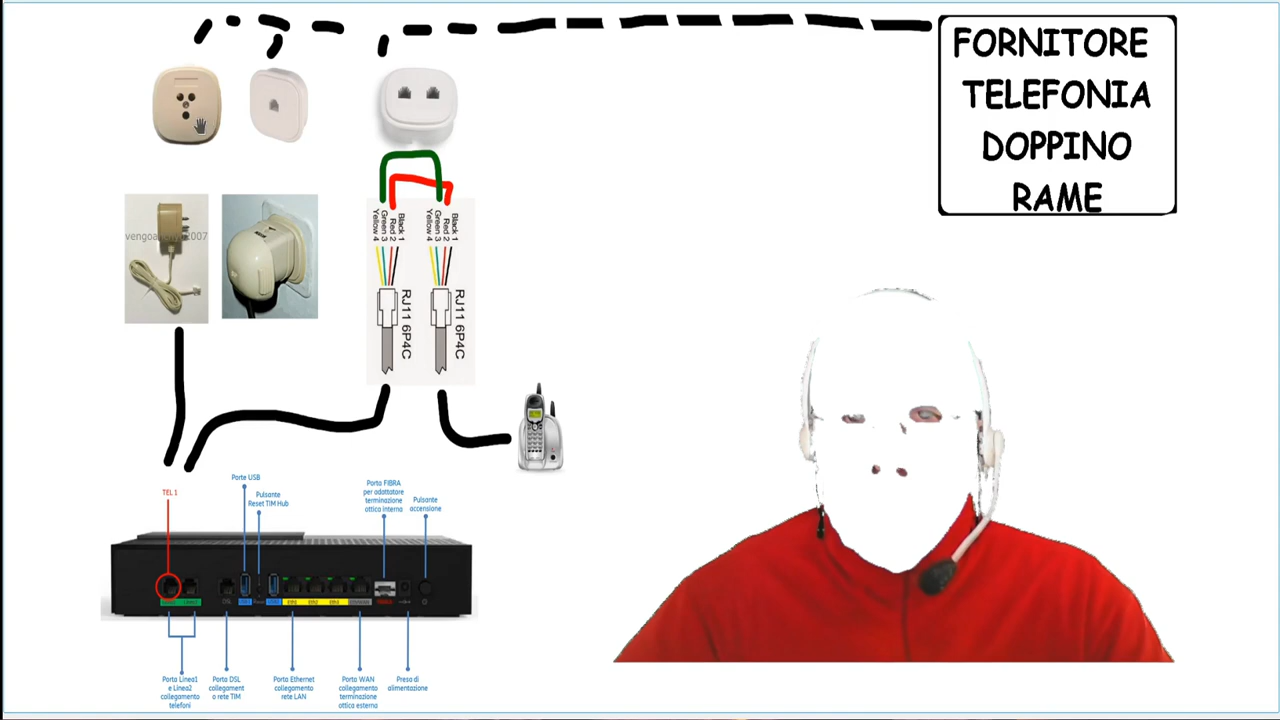 FORNITORE
TELEFONIA
DOPPINO
RAME
Black 1
Red 2
Green 3
Yellow 4
Black 1
Red 2
Green 3
Yellow 4
RJ11 6P4C
RJ11 6P4C
TEL 1
Porte USB
Pulsante
Reset TIM Hub
Porta FIBRA
per adattatore
terminazione
ottica interna
Pulsante
accensione
DSL
Porta Linea1
e Linea2
collegamento
telefoni
Porta DSL
collegament
o rete TIM
Porta Ethernet
collegamento
rete LAN
Porta WAN
collegamento
terminazione
ottica esterna
Presa di
alimentazione